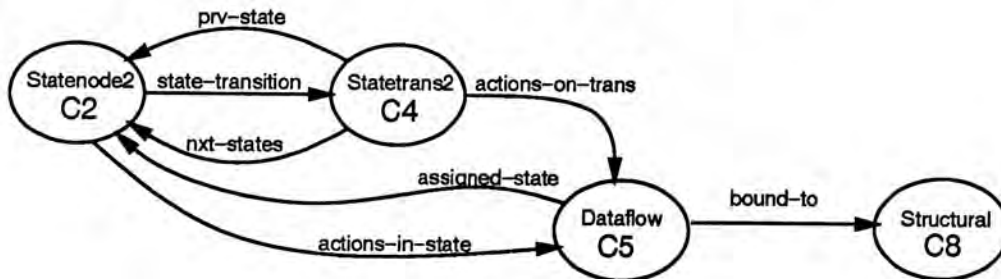 prv-state
Statenode2
C2
state-transition
Statetrans2
C4
actions-on-trans
nxt-states
assigned-state
actions-in-state
Dataflow
C5
bound-to
Structural
C8